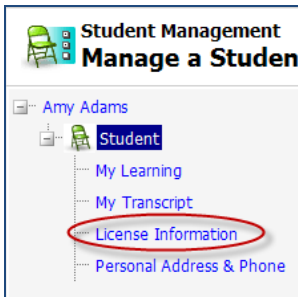 Student Management
Manage a Studen
Amy Adams
Student
My Learning
My Transcript
License Information
Personal Address & Phone